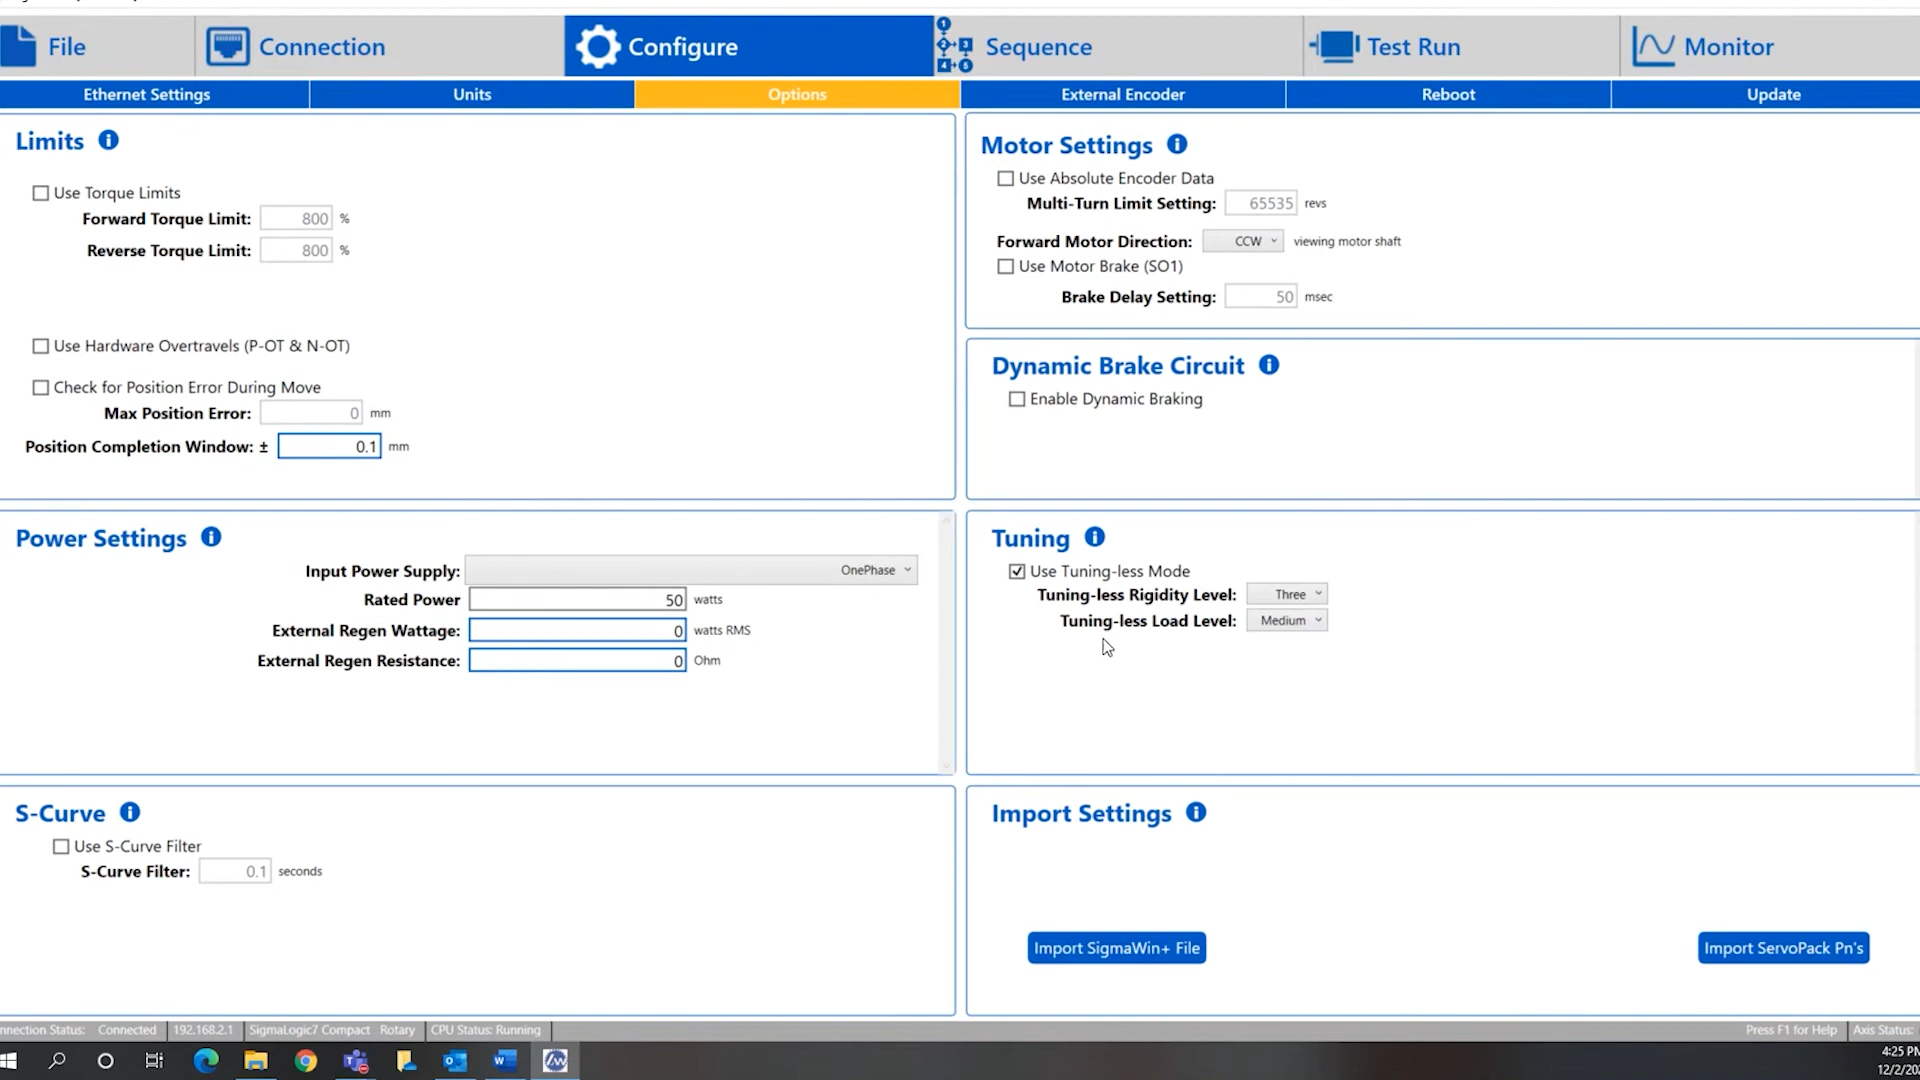 File
Connection
Configure
Sequence
Test Run
Monitor
Ethernet Settings
Units
Options
External Encoder
Reboot
Update
Limits
Use Torque Limits
Forward Torque Limit: 800 %
Reverse Torque Limit: 800 %
Use Hardware Overtravels (P-OT & N-OT)
Check for Position Error During Move
Max Position Error: 0 mm
Position Completion Window: ± 0.1 mm
Motor Settings
Use Absolute Encoder Data
Multi-Turn Limit Setting: 65535 revs
Forward Motor Direction: CCW viewing motor shaft
Use Motor Brake (SO1)
Brake Delay Setting: 50 msec
Dynamic Brake Circuit
Enable Dynamic Braking
Power Settings
Input Power Supply: OnePhase
Rated Power 50 watts
External Regen Wattage: 0 watts RMS
External Regen Resistance: 0 Ohm
Tuning
Use Tuning-less Mode
Tuning-less Rigidity Level: Three
Tuning-less Load Level: Medium
S-Curve
Use S-Curve Filter
S-Curve Filter: 0.1 seconds
Import Settings
Import SigmaWin+ File
Import ServoPack Pn's
nnection Status: Connected 192.168.2.1 SigmaLogic7 Compact Rotary CPU Status: Running Press F1 for Help Axis Status:
4:25 PM
12/2/202